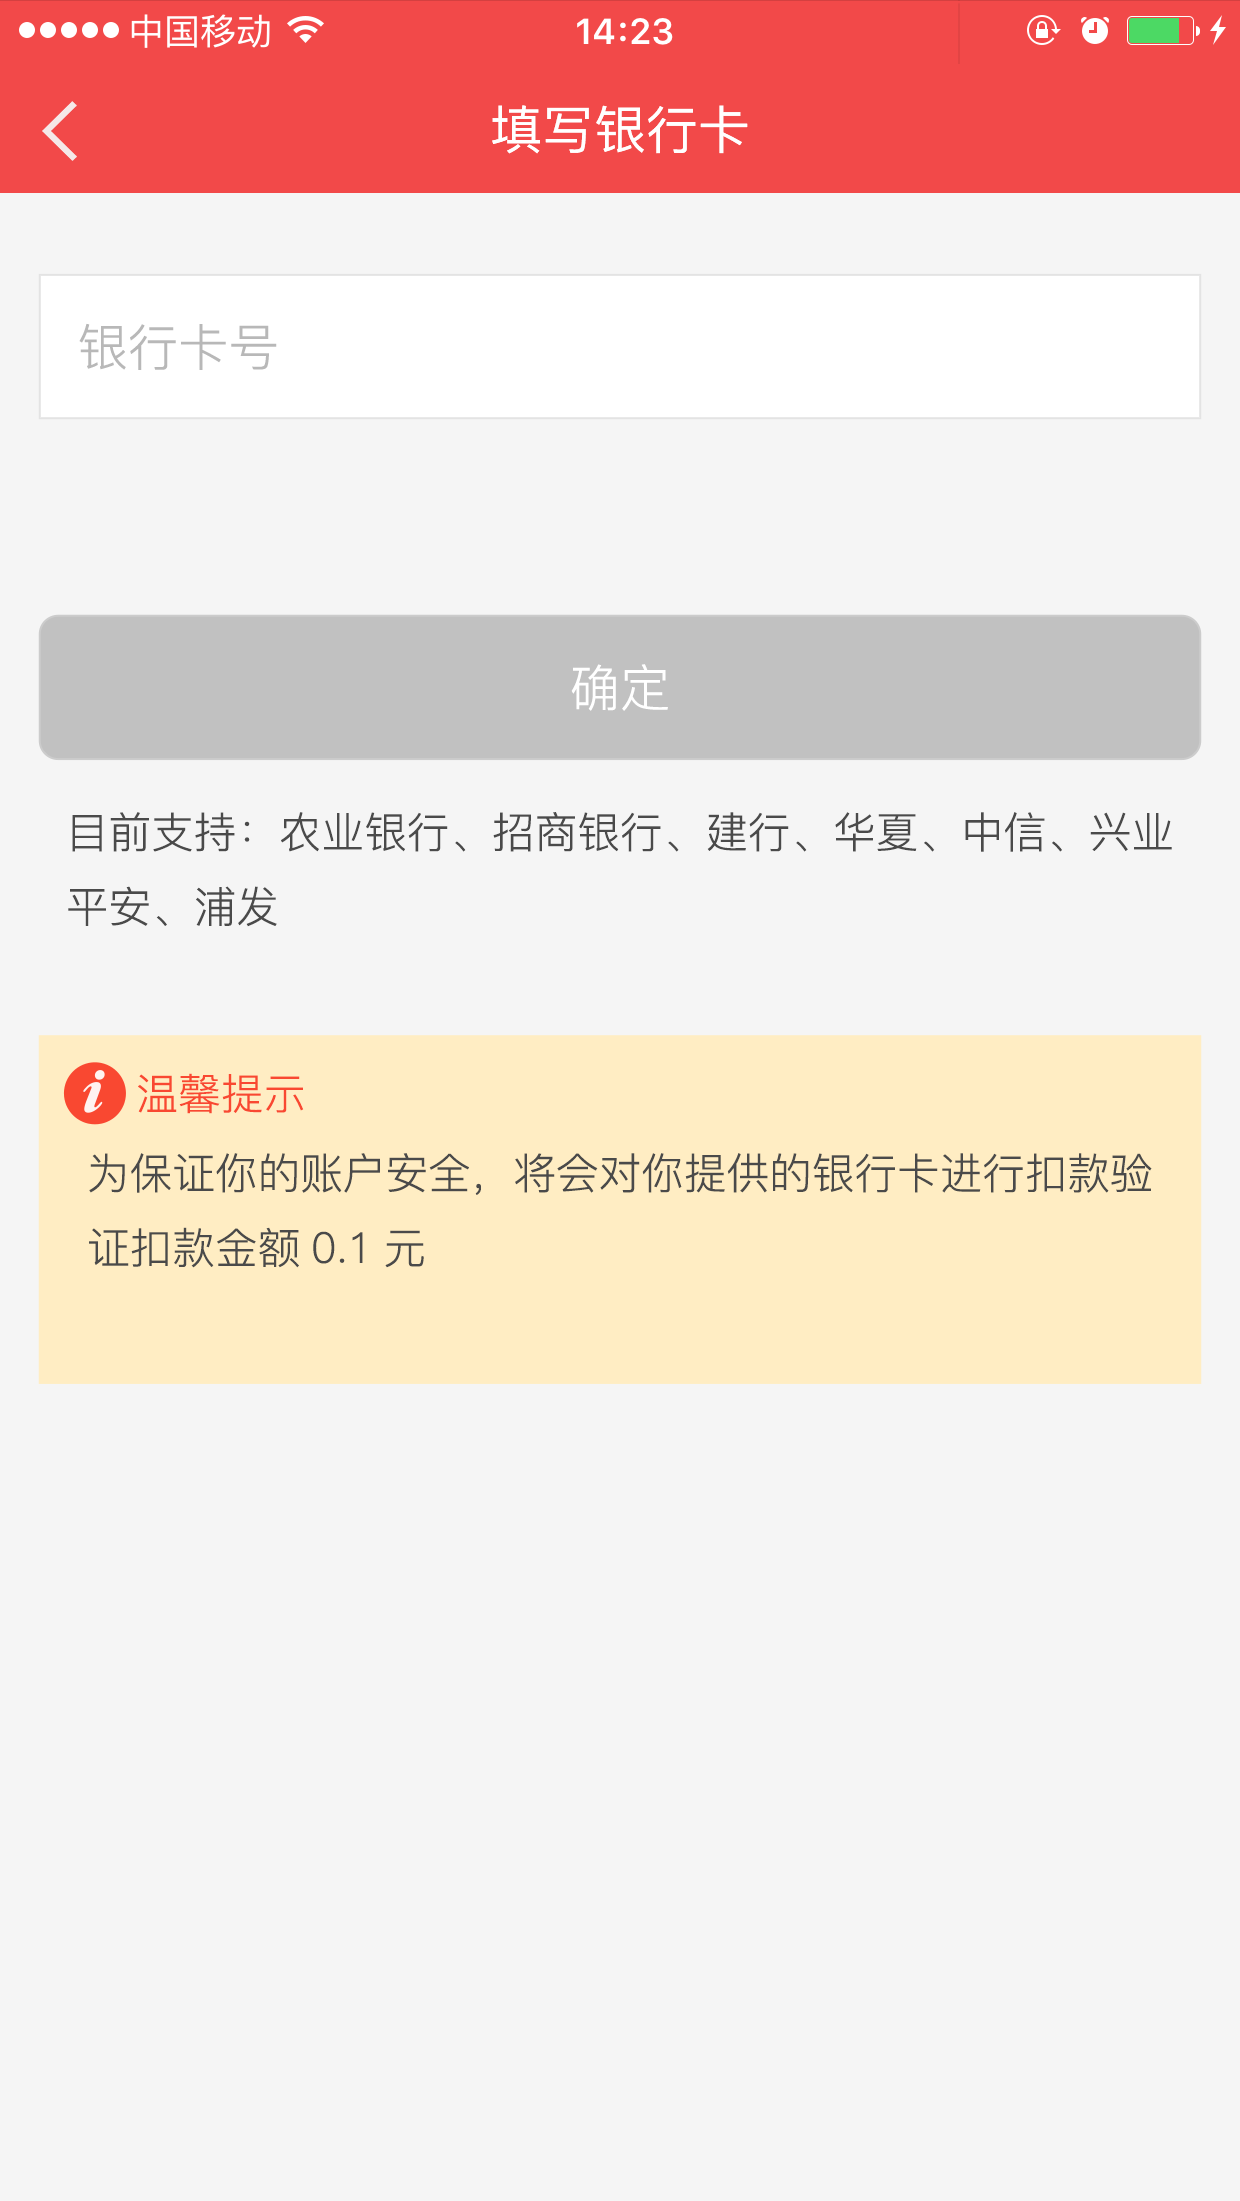 中国移动
14:23
填写银行卡
银行卡号
确定
目前支持：农业银行、招商银行、建行、华夏、中信、兴业
平安、浦发
温馨提示
为保证你的账户安全，将会对你提供的银行卡进行扣款验
证扣款金额 0.1 元